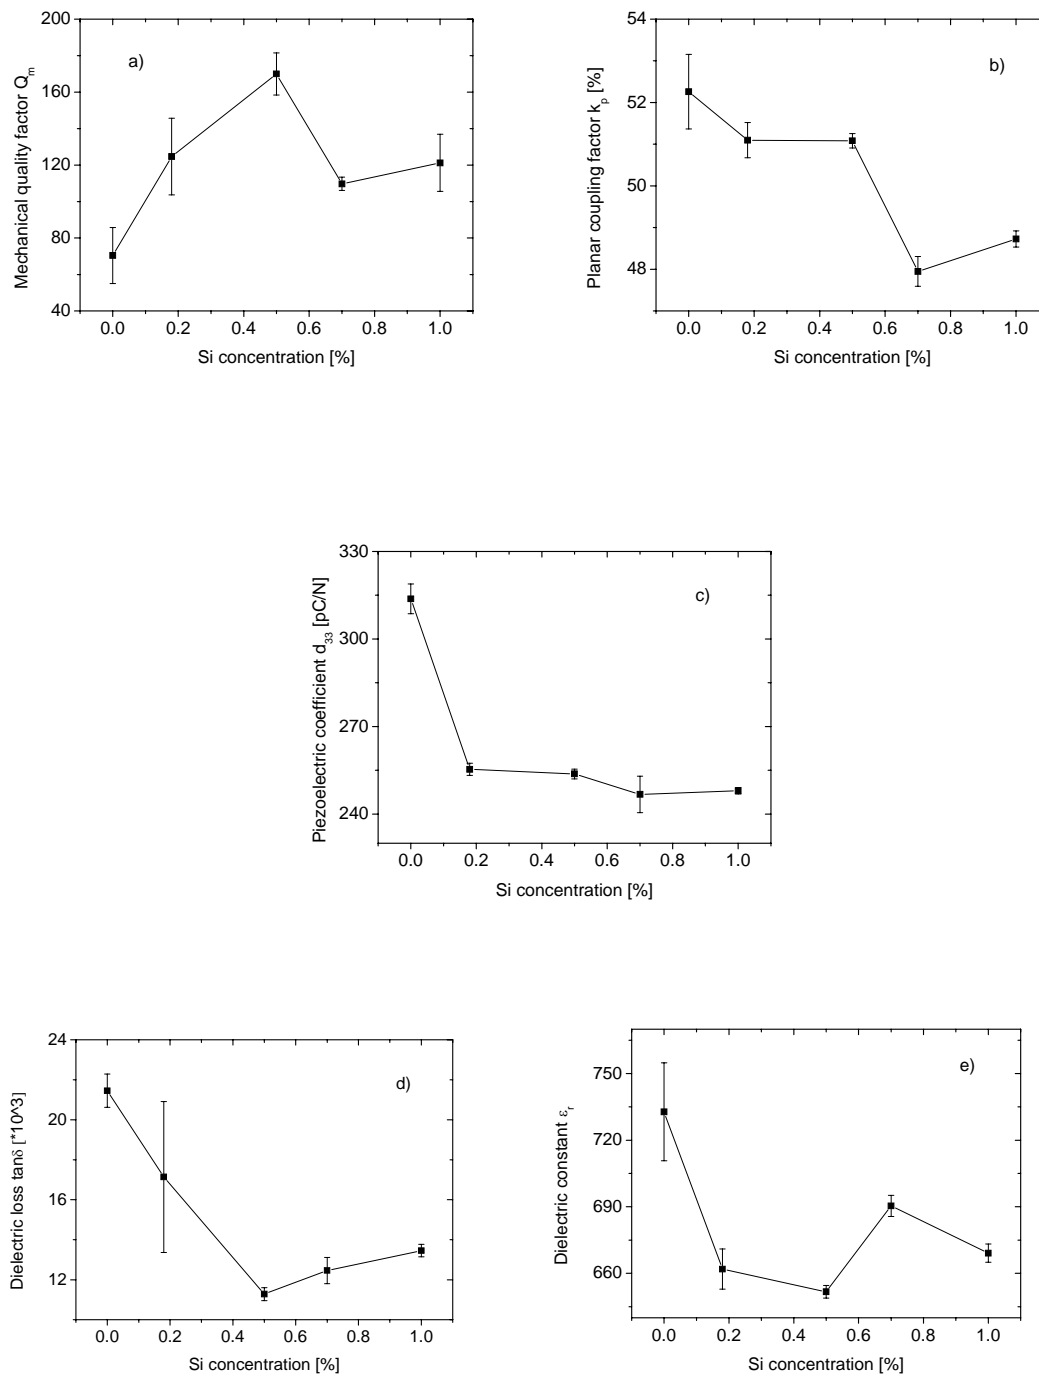 200
160
120
80
40
Mechanical quality factor Qm
a)
0.0 0.2 0.4 0.6 0.8 1.0
Si concentration [%]
54
52
50
48
Planar coupling factor kp [%]
b)
0.0 0.2 0.4 0.6 0.8 1.0
Si concentration [%]
330
300
270
240
Piezoelectric coefficient d33 [pC/N]
c)
0.0 0.2 0.4 0.6 0.8 1.0
Si concentration [%]
24
20
16
12
Dielectric loss tanδ [*10^3]
d)
0.0 0.2 0.4 0.6 0.8 1.0
Si concentration [%]
750
720
690
660
Dielectric constant εr
e)
0.0 0.2 0.4 0.6 0.8 1.0
Si concentration [%]